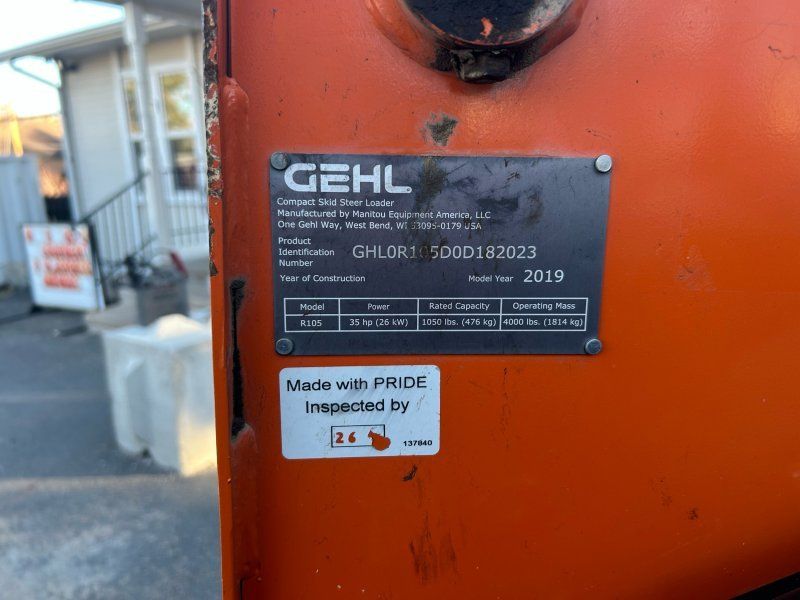 GEHL
Compact Skid Steer Loader
Manufactured by Manitou Equipment America, LLC
One Gehl Way, West Bend, WI 53095-0179 USA
Product
Identification GHL0R105D0D182023
Number
Year of Construction Model Year 2019
Model Power Rated Capacity Operating Mass
R105 35 hp (26 kW) 1050 lbs. (476 kg) 4000 lbs. (1814 kg)
Made with PRIDE
Inspected by
26
137840